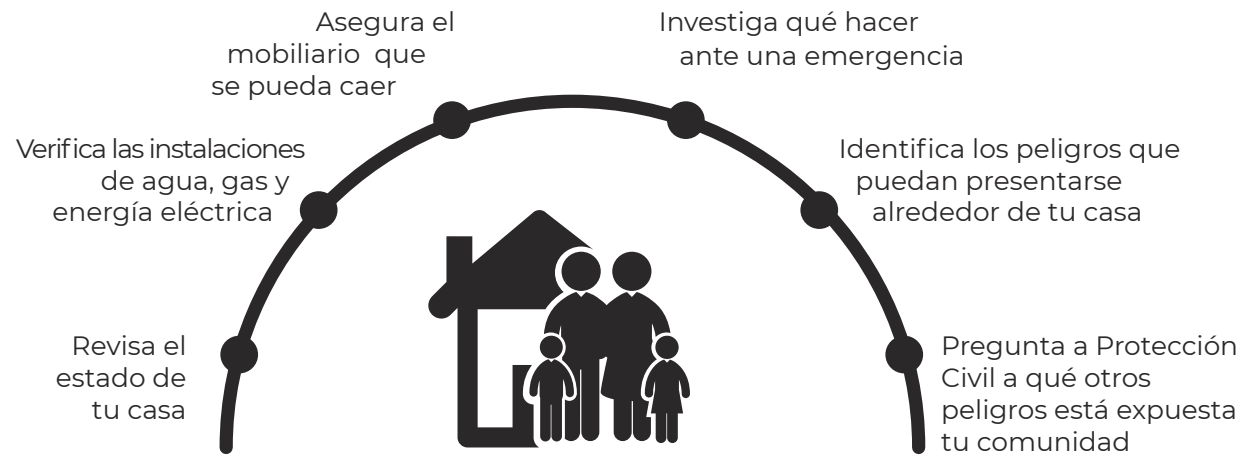 Revisa el
estado de
tu casa
Verifica las instalaciones
de agua, gas y
energía eléctrica
Asegura el
mobiliario que
se pueda caer
Investiga qué hacer
ante una emergencia
Identifica los peligros que
puedan presentarse
alrededor de tu casa
Pregunta a Protección
Civil a qué otros
peligros está expuesta
tu comunidad